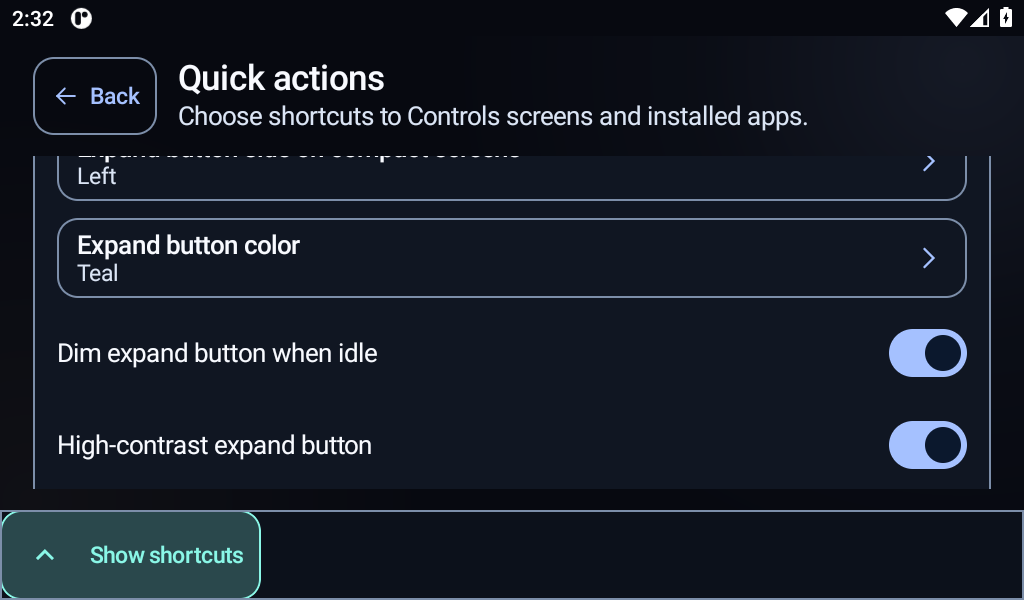 2:32
Back
Quick actions
Choose shortcuts to Controls screens and installed apps.
Left
Expand button color
Teal
Dim expand button when idle
High-contrast expand button
Show shortcuts